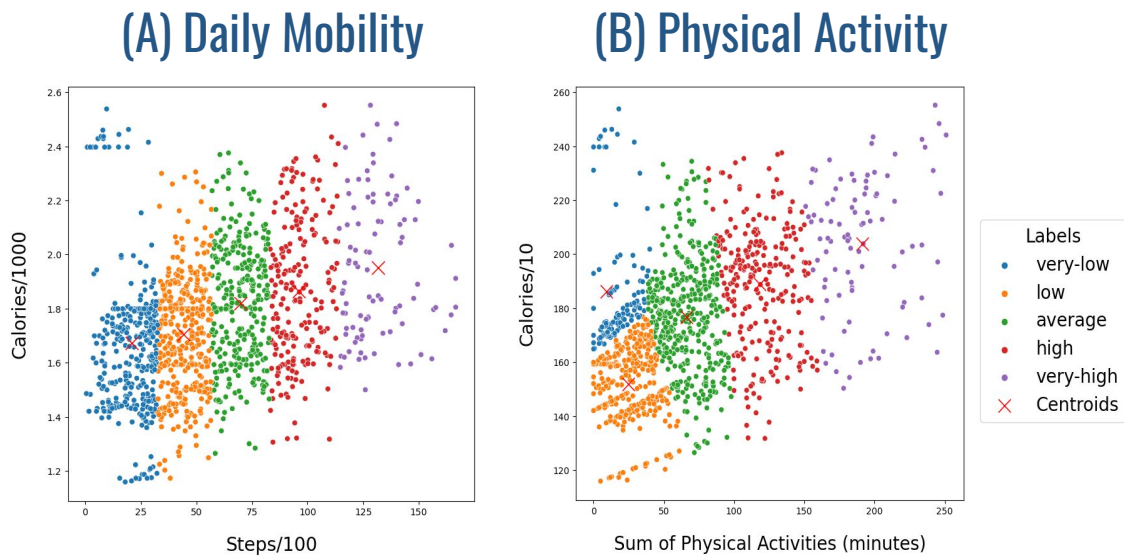 (A) Daily Mobility
(B) Physical Activity
2.6
2.4
2.2
2.0
1.8
1.6
1.4
1.2
Calories/1000
0
25
50
75
100
125
150
Steps/100
260
240
220
200
180
160
140
120
Calories/10
0
50
100
150
200
250
Sum of Physical Activities (minutes)
Labels
very-low
low
average
high
very-high
Centroids